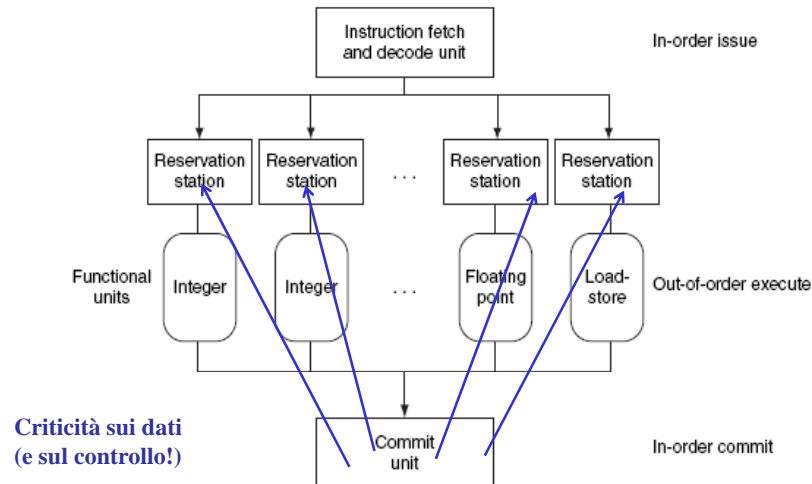 Instruction fetch
and decode unit
In-order issue
Reservation
station
Reservation
station
. . .
Reservation
station
Reservation
station
Functional
units
Integer
Integer
. . .
Floating
point
Load-
store
Out-of-order execute
Criticità sui dati
(e sul controllo!)
Commit
unit
In-order commit